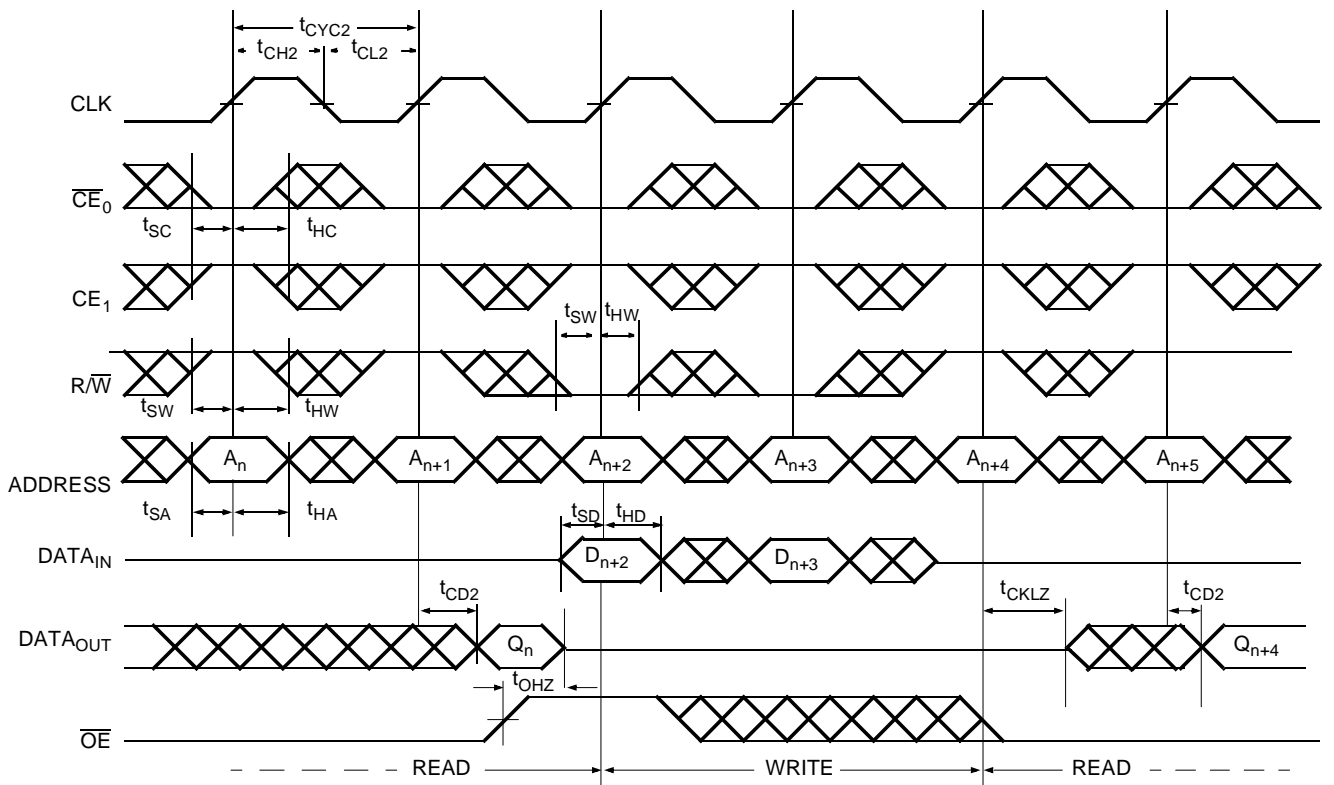 tCYC2
tCH2 tCL2
CLK
CE0
tSC tHC
CE1
tSW tHW
R/W
tSW tHW
An An+1 An+2 An+3 An+4 An+5
ADDRESS
tSA tHA
tSD tHD
DATAIN
Dn+2 Dn+3
tCD2 tCKLZ tCD2
DATAOUT
Qn Qn+4
tOHZ
OE
READ WRITE READ